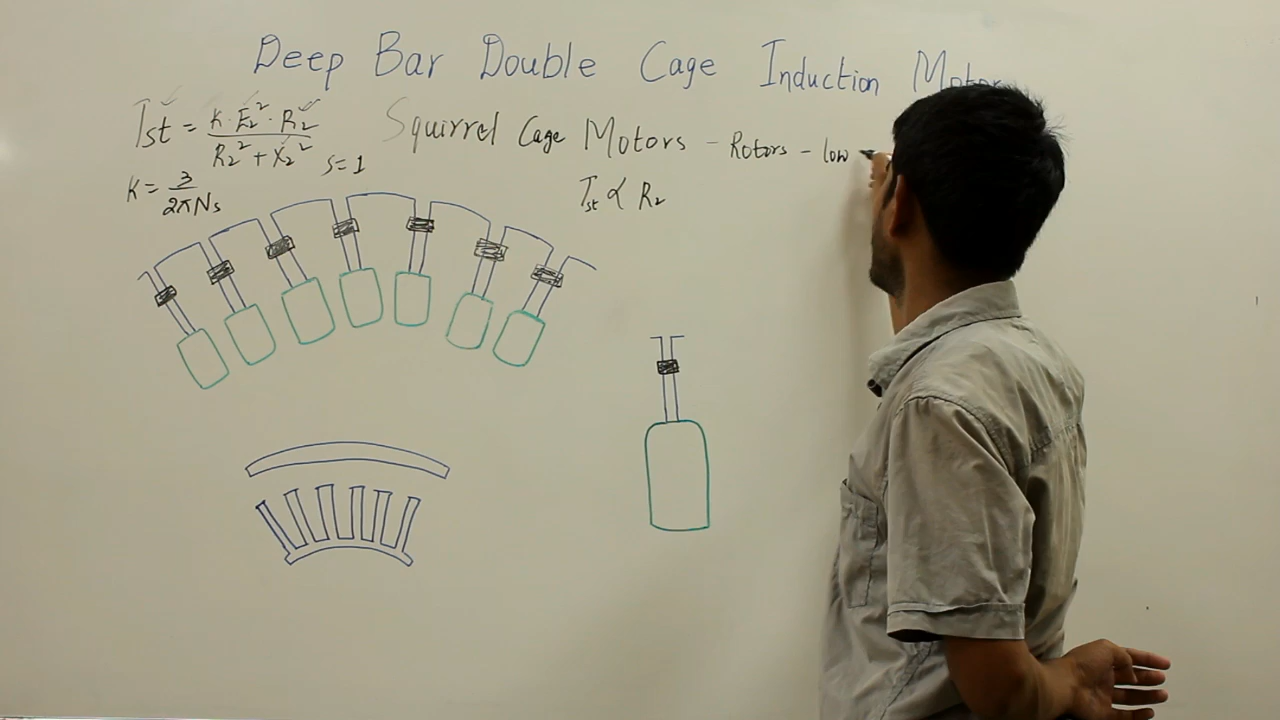 Deep Bar Double Cage Induction Motor
Tst = K · E2² · R2 / R2² + X2² s=1
Squirrel Cage Motors - Rotors - low
K = 3 / 2πNs
Tst ∝ R2